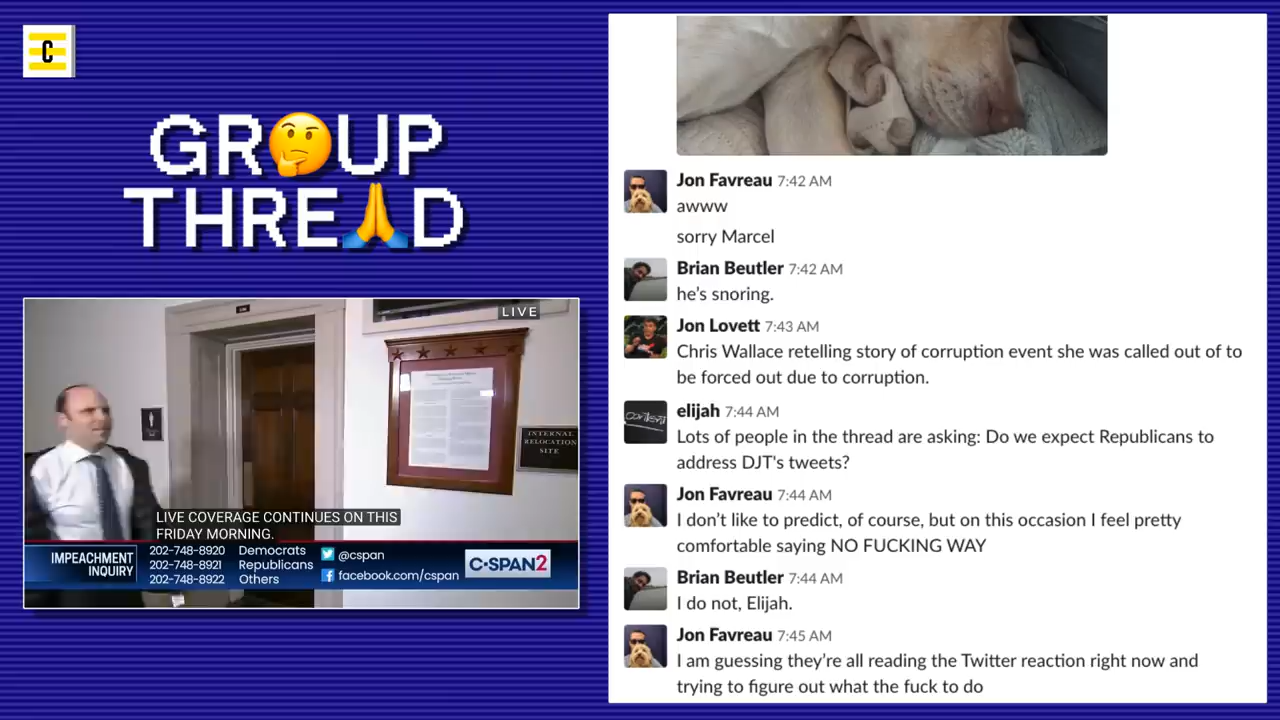 C
GROUP
THREAD
LIVE
INTERNAL
RELOCATION
SITE
LIVE COVERAGE CONTINUES ON THIS
FRIDAY MORNING.
IMPEACHMENT
INQUIRY
202-748-8920 Democrats
202-748-8921 Republicans
202-748-8922 Others
@cspan
facebook.com/cspan
C-SPAN2
Jon Favreau 7:42 AM
awww
sorry Marcel
Brian Beutler 7:42 AM
he's snoring.
Jon Lovett 7:43 AM
Chris Wallace retelling story of corruption event she was called out of to
be forced out due to corruption.
elijah 7:44 AM
Lots of people in the thread are asking: Do we expect Republicans to
address DJT's tweets?
Jon Favreau 7:44 AM
I don't like to predict, of course, but on this occasion I feel pretty
comfortable saying NO FUCKING WAY
Brian Beutler 7:44 AM
I do not, Elijah.
Jon Favreau 7:45 AM
I am guessing they're all reading the Twitter reaction right now and
trying to figure out what the fuck to do